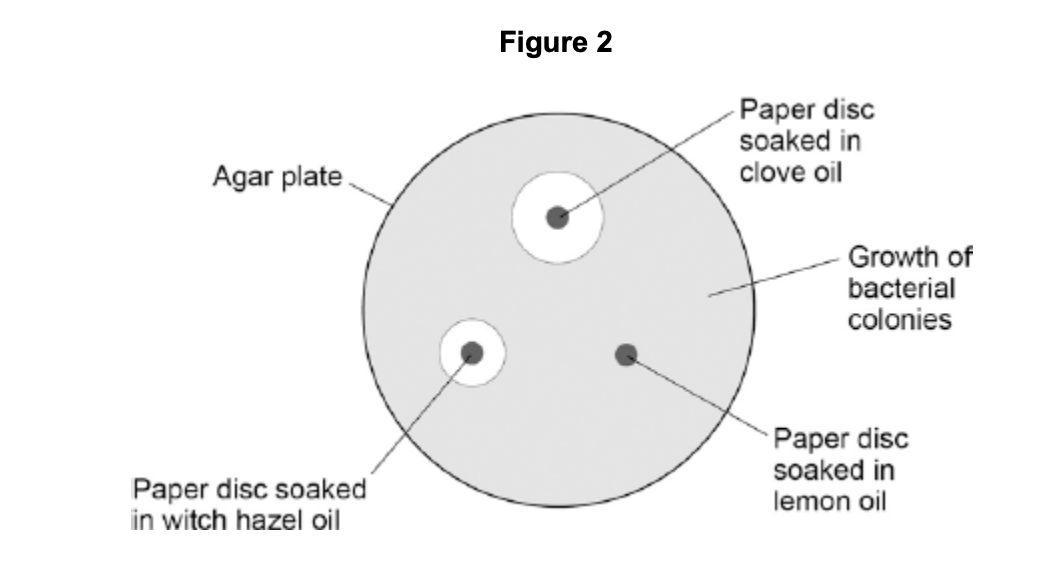 Figure 2
Paper disc
soaked in
clove oil
Agar plate
Growth of
bacterial
colonies
Paper disc
soaked in
lemon oil
Paper disc soaked
in witch hazel oil